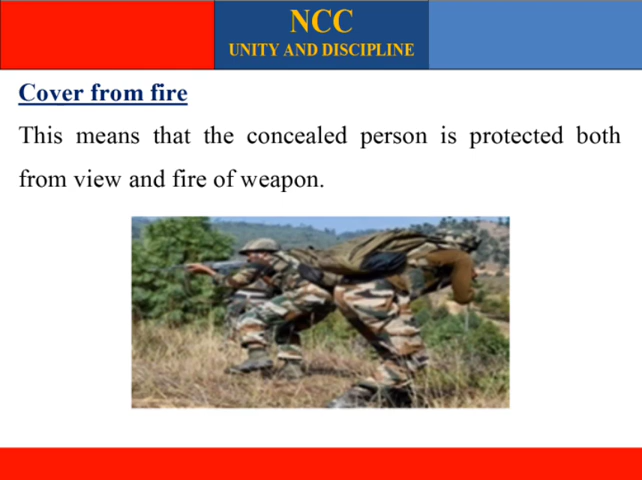 NCC
UNITY AND DISCIPLINE
Cover from fire
This means that the concealed person is protected both
from view and fire of weapon.